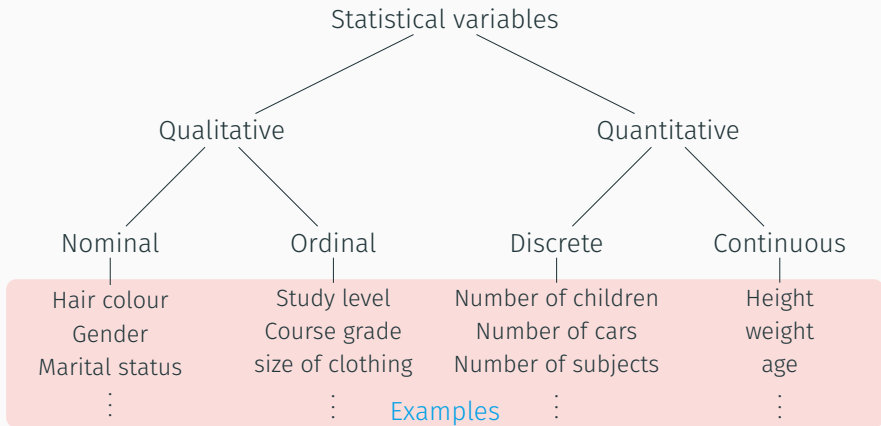 Statistical variables
Qualitative
Quantitative
Nominal
Ordinal
Discrete
Continuous
Hair colour
Gender
Marital status
⋮
Study level
Course grade
size of clothing
⋮
Number of children
Number of cars
Number of subjects
⋮
Height
weight
age
⋮
Examples